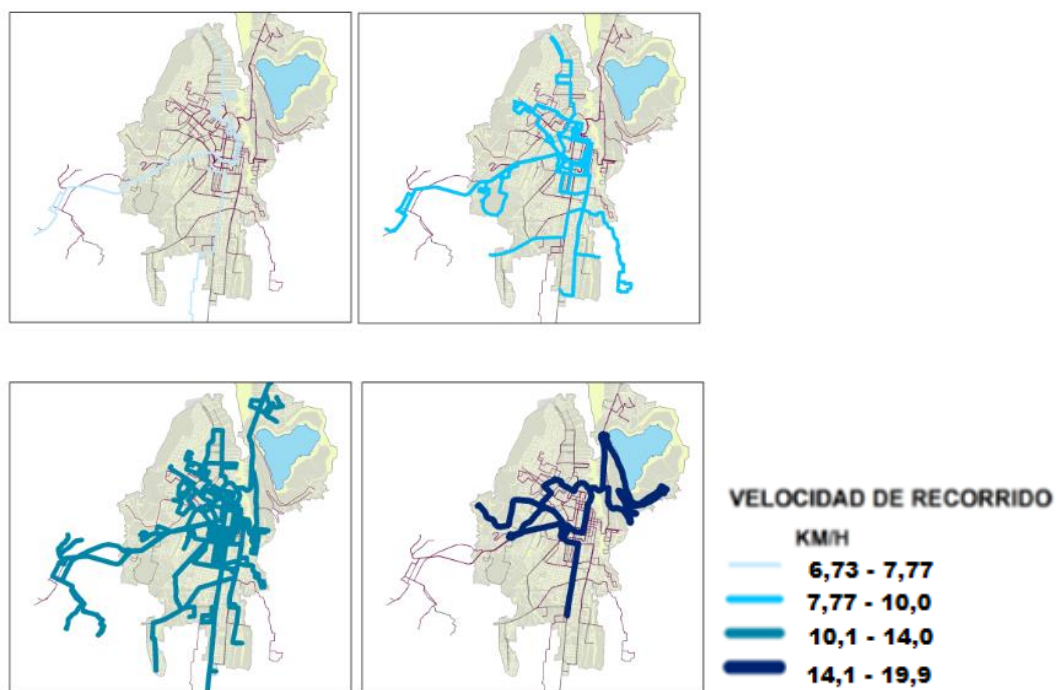 VELOCIDAD DE RECORRIDO
KM/H
6,73 - 7,77
7,77 - 10,0
10,1 - 14,0
14,1 - 19,9